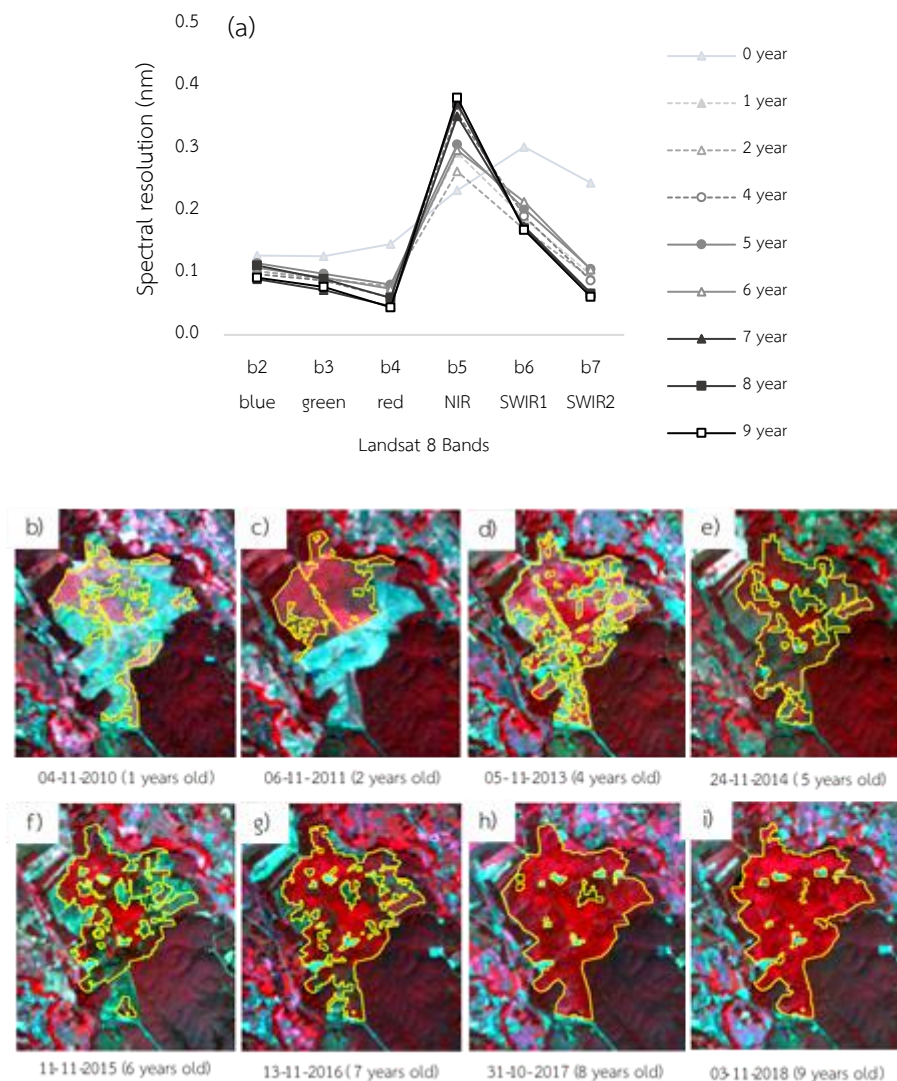 (a)
Spectral resolution (nm)
0.5
0.4
0.3
0.2
0.1
0.0
b2 b3 b4 b5 b6 b7
blue green red NIR SWIR1 SWIR2
Landsat 8 Bands
0 year
1 year
2 year
4 year
5 year
6 year
7 year
8 year
9 year
b) c) d) e)
04-11-2010 (1 years old) 06-11-2011 (2 years old) 05-11-2013 (4 years old) 24-11-2014 ( 5 years old)
f) g) h) i)
11-11-2015 (6 years old) 13-11-2016 ( 7 years old) 31-10-2017 (8 years old) 03-11-2018 (9 years old)